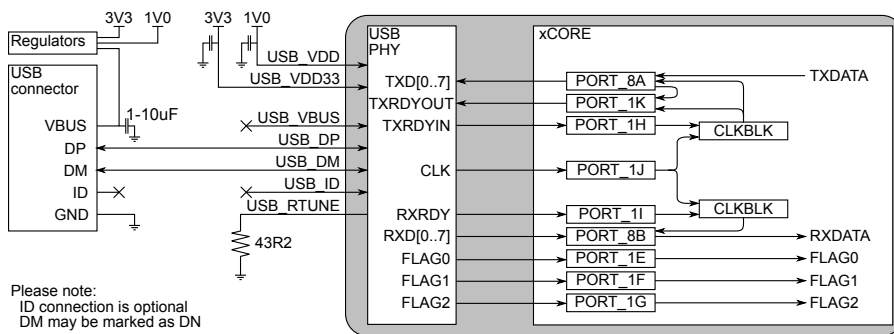 3V3 1V0
Regulators
USB
connector
VBUS
1-10uF
DP
DM
ID
GND
Please note:
ID connection is optional
DM may be marked as DN
3V3 1V0
USB_VDD
USB_VDD33
USB_VBUS
USB_DP
USB_DM
USB_ID
USB_RTUNE
43R2
USB
PHY
TXD[0..7]
TXRDYOUT
TXRDYIN
CLK
RXRDY
RXD[0..7]
FLAG0
FLAG1
FLAG2
xCORE
PORT_8A
PORT_1K
PORT_1H
PORT_1J
PORT_1I
PORT_8B
PORT_1E
PORT_1F
PORT_1G
CLKBLK
CLKBLK
TXDATA
RXDATA
FLAG0
FLAG1
FLAG2